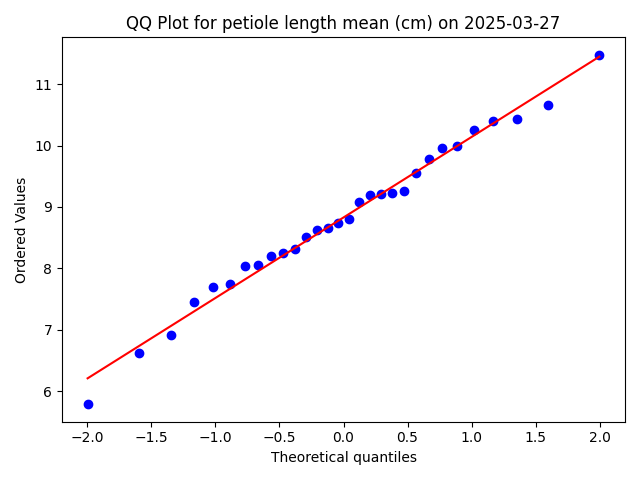 QQ Plot for petiole length mean (cm) on 2025-03-27
Ordered Values
11
10
9
8
7
6
−2.0 −1.5 −1.0 −0.5 0.0 0.5 1.0 1.5 2.0
Theoretical quantiles